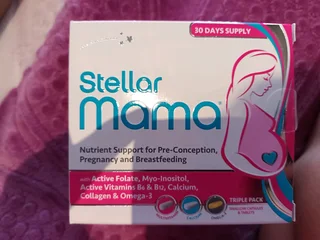 30 DAYS SUPPLY
Stellar
Mama
Nutrient Support for Pre-Conception,
Pregnancy and Breastfeeding
with Active Folate, Myo-Inositol,
Active Vitamins B6 & B12, Calcium,
Collagen & Omega-3
TRIPLE PACK